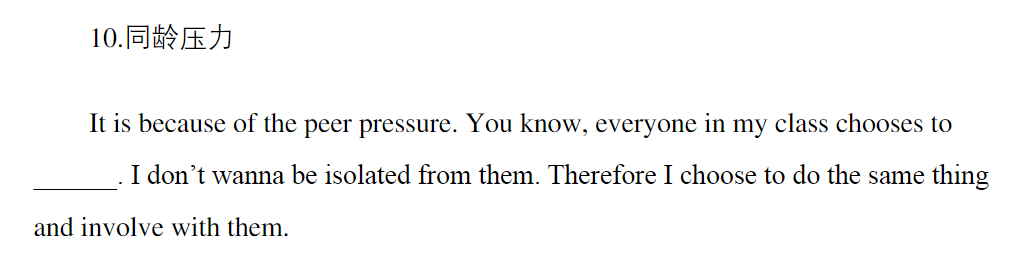 10.同龄压力
It is because of the peer pressure. You know, everyone in my class chooses to
______. I don’t wanna be isolated from them. Therefore I choose to do the same thing
and involve with them.